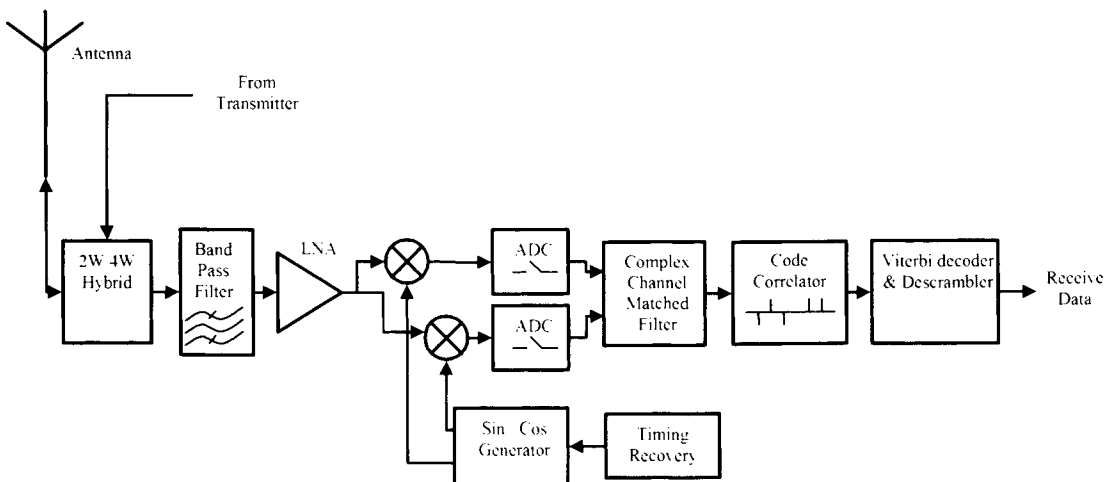 Antenna
From
Transmitter
2W 4W
Hybrid
Band
Pass
Filter
LNA
ADC
ADC
Complex
Channel
Matched
Filter
Code
Correlator
Viterbi decoder
& Descrambler
Receive
Data
Sin Cos
Generator
Timing
Recovery